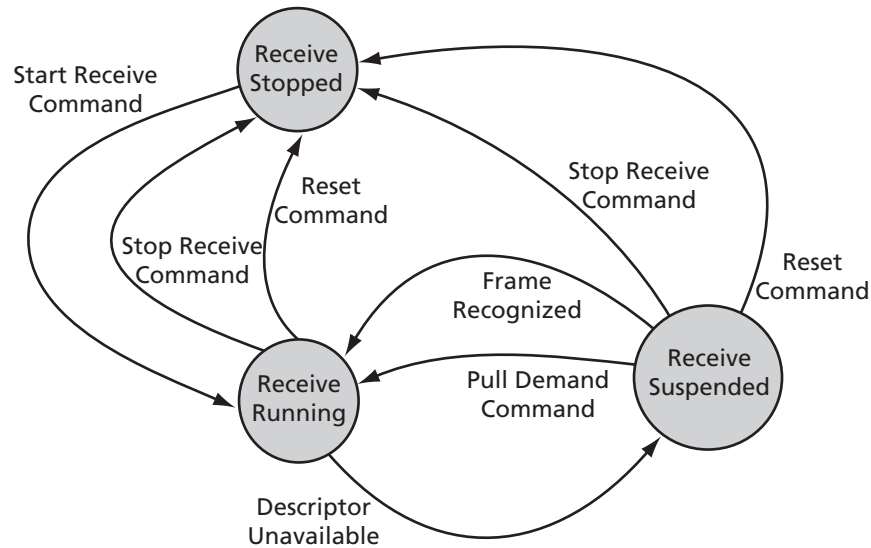 Receive
Stopped
Start Receive
Command
Reset
Command
Stop Receive
Command
Stop Receive
Command
Frame
Recognized
Reset
Command
Receive
Suspended
Receive
Running
Pull Demand
Command
Descriptor
Unavailable